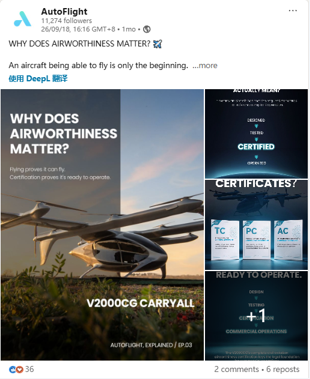 AutoFlight
11,274 followers
26/09/18, 16:16 GMT+8 • 1mo •
WHY DOES AIRWORTHINESS MATTER? ✈️
An aircraft being able to fly is only the beginning. ...more
使用 DeepL 翻译
WHY DOES
AIRWORTHINESS
MATTER?
Flying proves it can fly.
Certification proves it's ready to operate.
V2000CG CARRYALL
AUTOFLIGHT, EXPLAINED / EP.03
ACTUALLY MEAN?
DESIGNED
TESTED
CERTIFIED
CERTIFICATES?
TC
PC
AC
READY TO OPERATE.
DESIGN
TESTING
COMMERCIAL OPERATIONS
+1
36
2 comments • 6 reposts